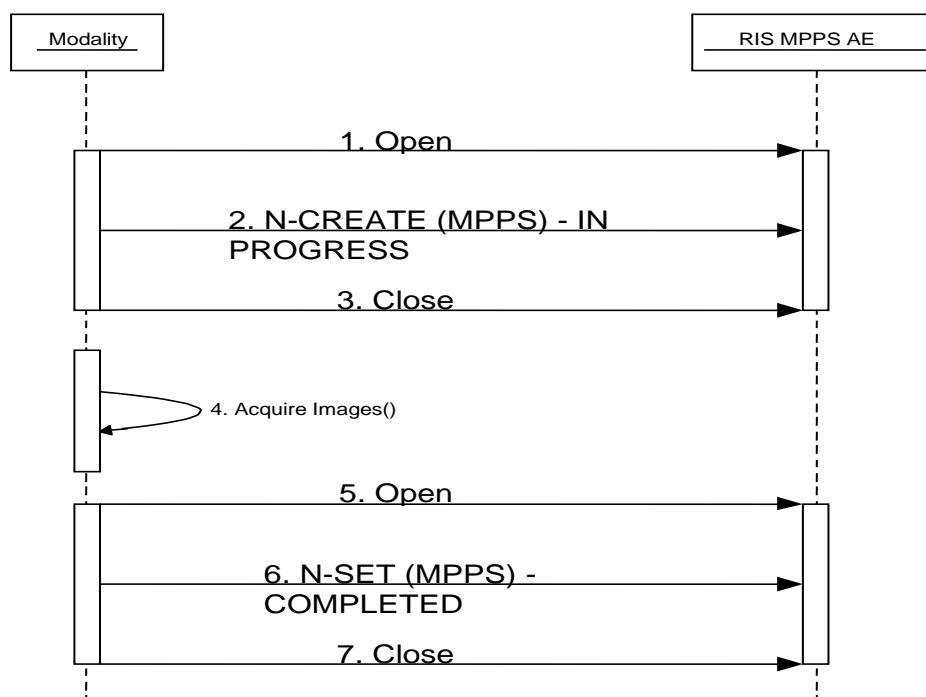 Modality
RIS MPPS AE
1. Open
2. N-CREATE (MPPS) - IN
PROGRESS
3. Close
4. Acquire Images()
5. Open
6. N-SET (MPPS) -
COMPLETED
7. Close